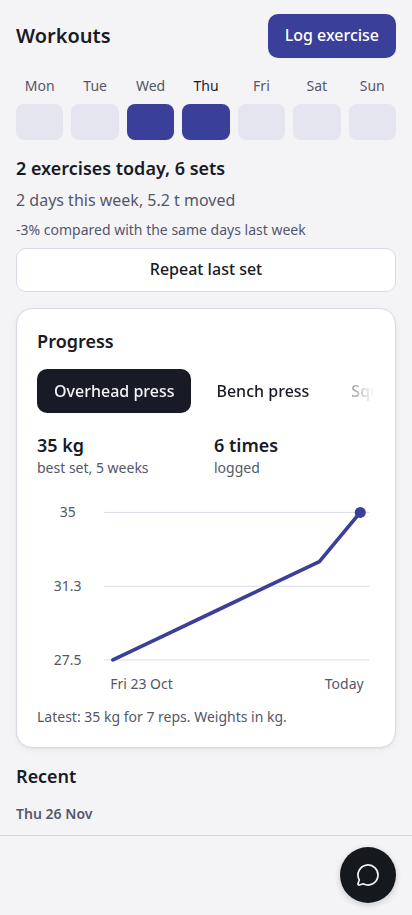 Workouts
Log exercise
Mon Tue Wed Thu Fri Sat Sun
2 exercises today, 6 sets
2 days this week, 5.2 t moved
-3% compared with the same days last week
Repeat last set
Progress
Overhead press Bench press
35 kg 6 times
best set, 5 weeks logged
35
31.3
27.5
Fri 23 Oct Today
Latest: 35 kg for 7 reps. Weights in kg.
Recent
Thu 26 Nov